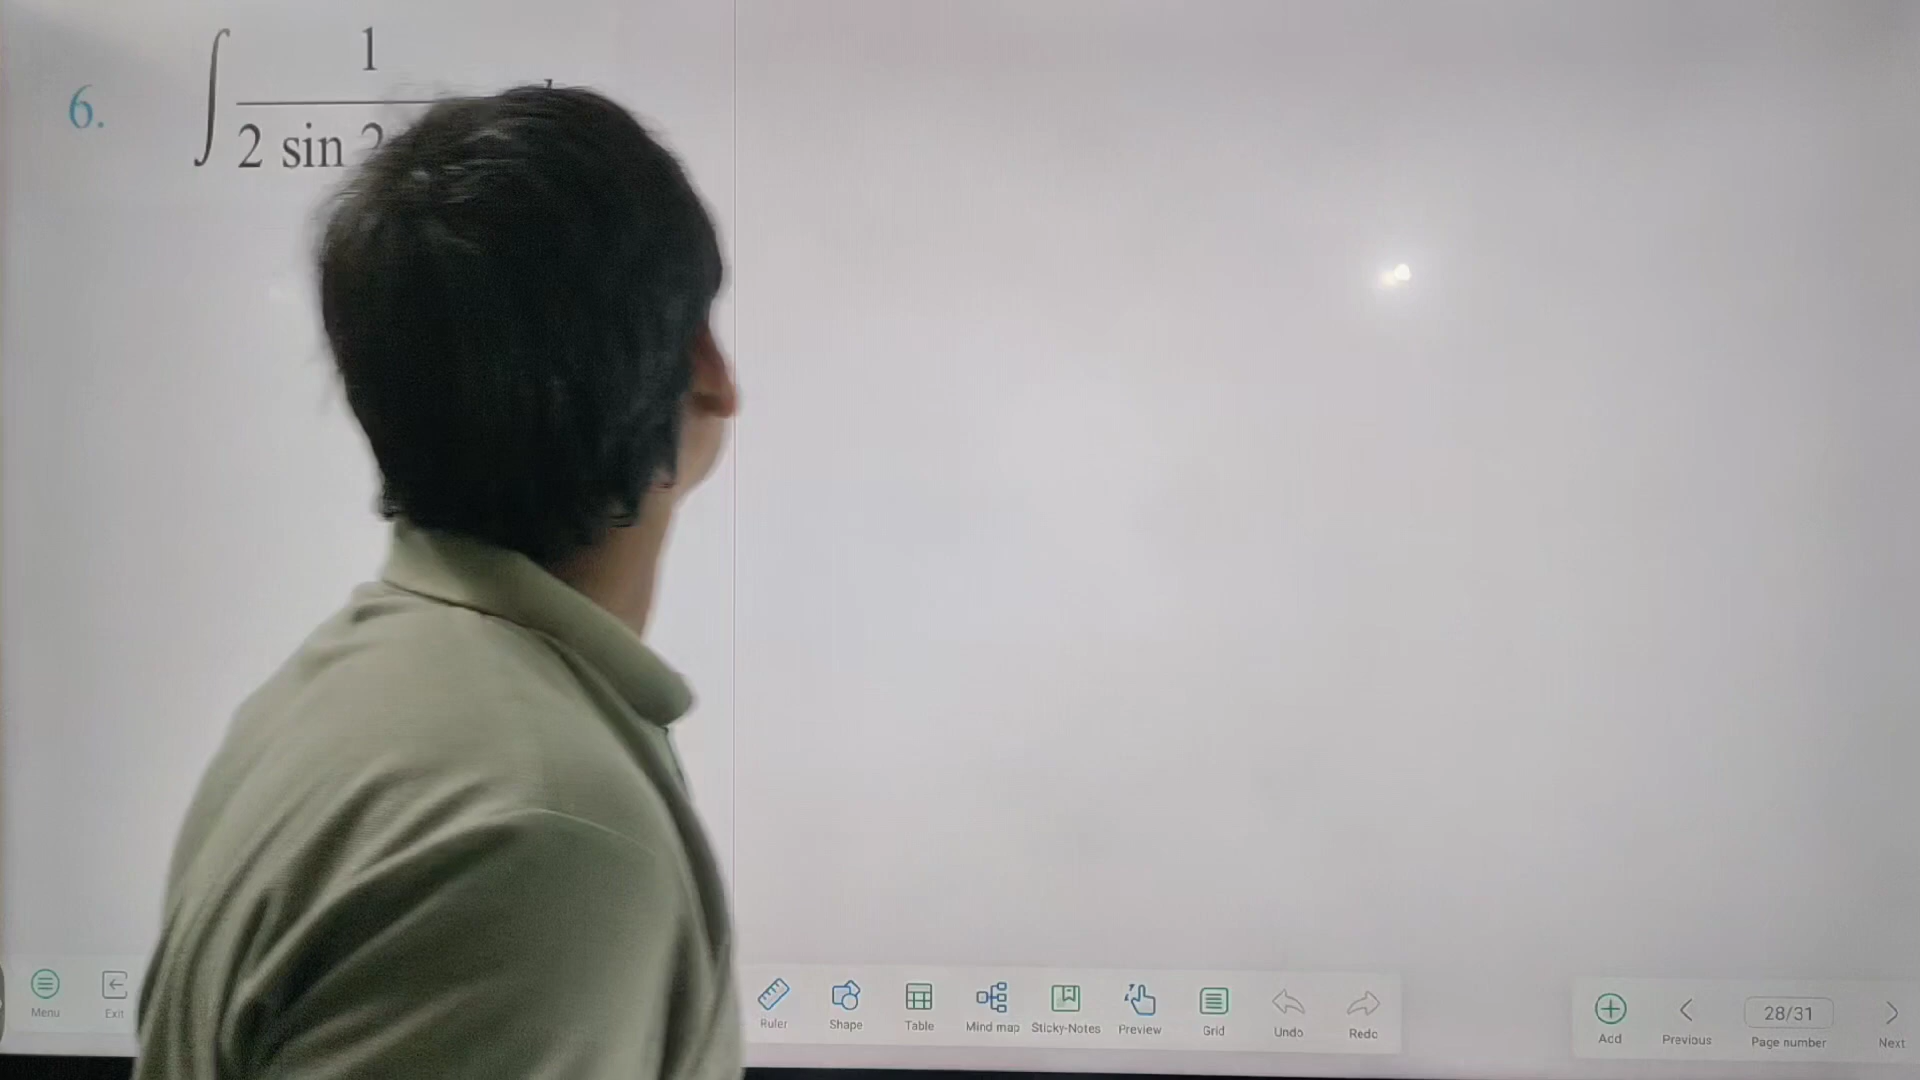 6. ∫ 1
2 sin 2
Menu Exit Ruler Shape Table Mind map Sticky-Notes Preview Grid Undo Redo Add Previous 28/31 Page number Next